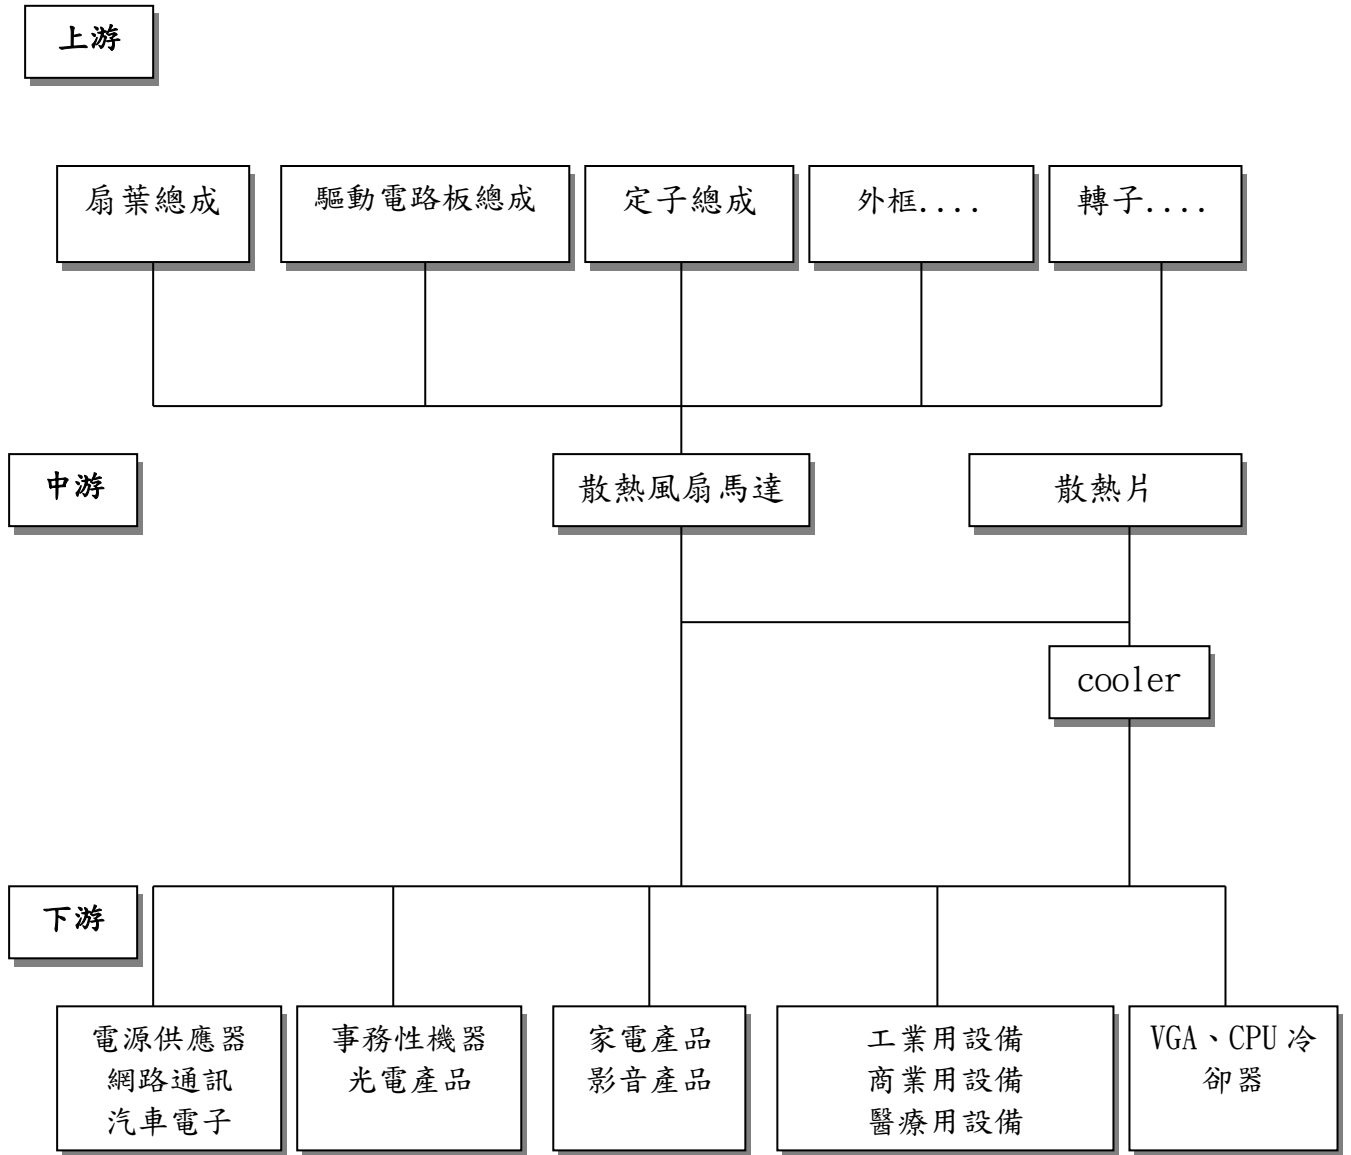 上游
扇葉總成
驅動電路板總成
定子總成
外框....
轉子....
中游
散熱風扇馬達
散熱片
cooler
下游
電源供應器
網路通訊
汽車電子
事務性機器
光電產品
家電產品
影音產品
工業用設備
商業用設備
醫療用設備
VGA、CPU 冷
卻器